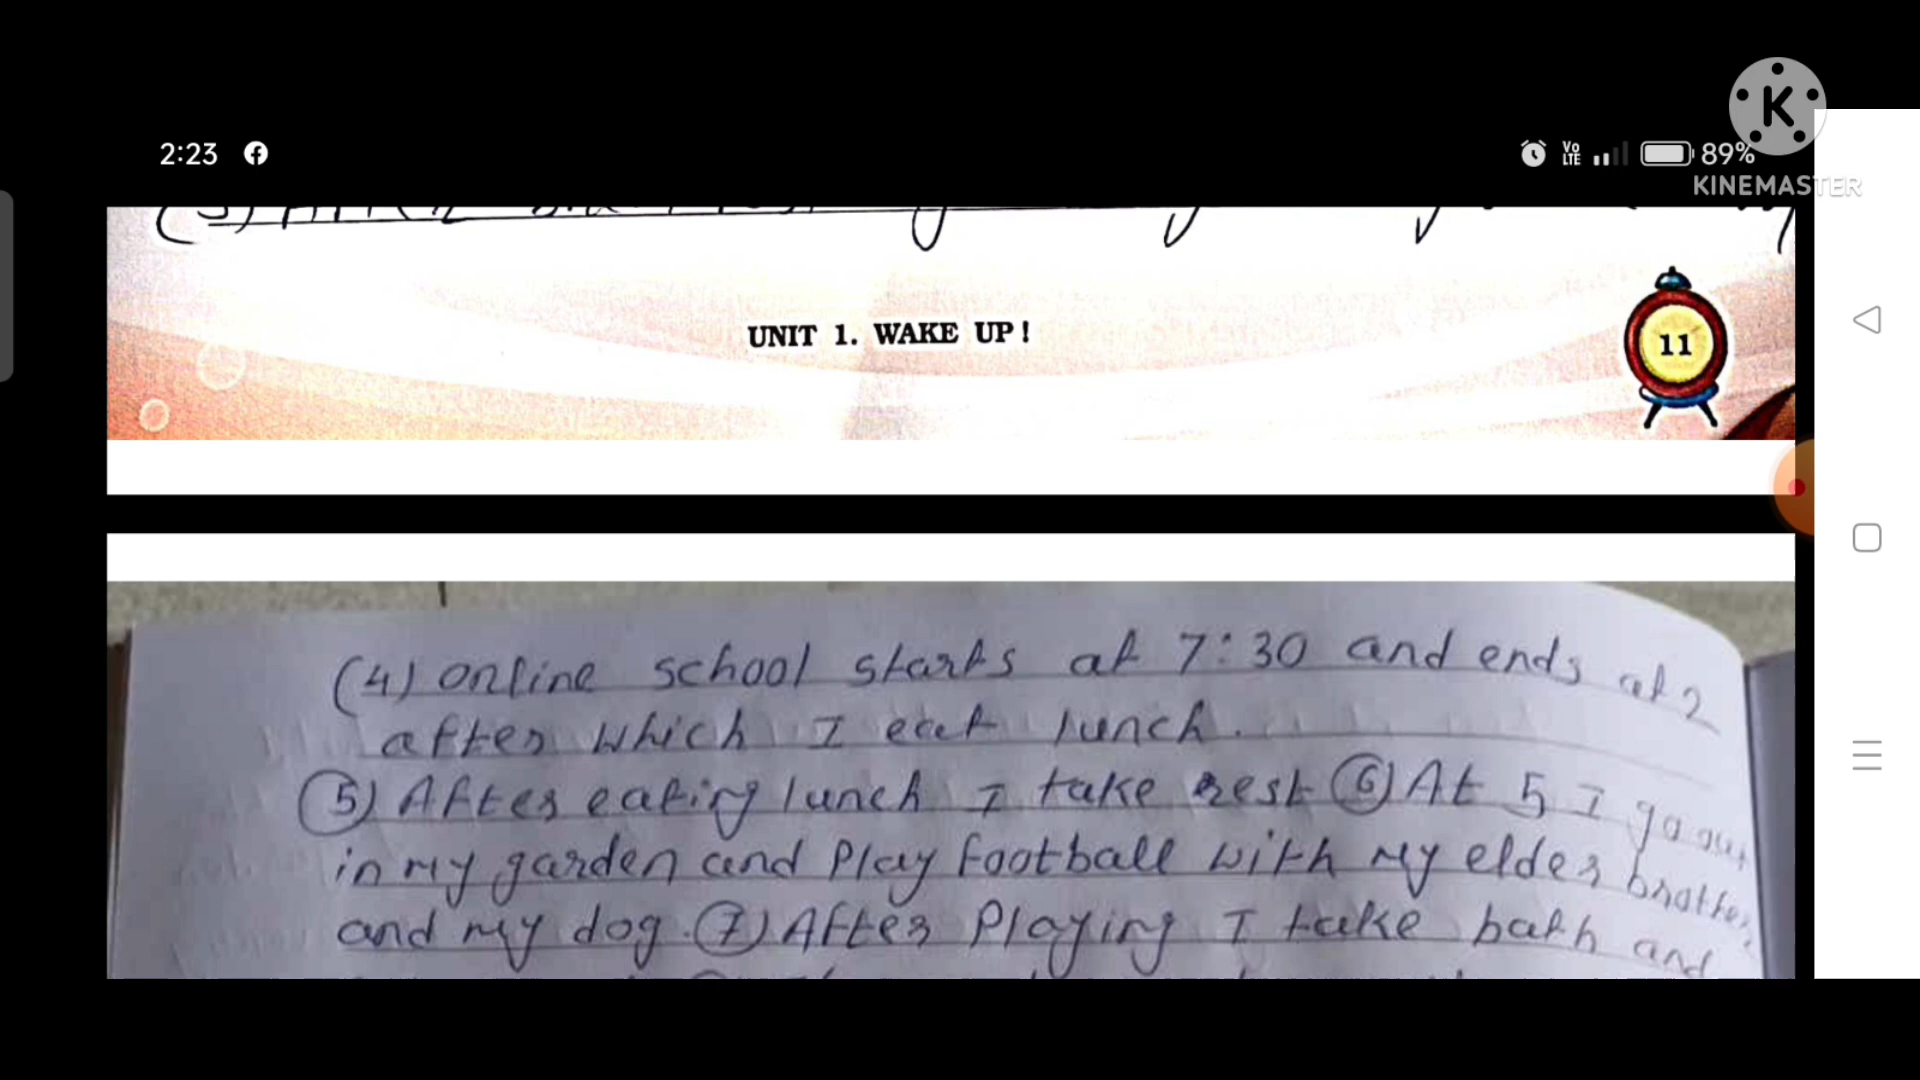 2:23
Vo LTE 89%
KINEMASTER
UNIT 1. WAKE UP!
11
(4) Online school starts at 7:30 and ends at 2
after which I eat lunch.
5) After eating lunch I take rest 6) At 5 I go out
in my garden and Play football with my elder brother
and my dog. 7) After Playing I take bath and